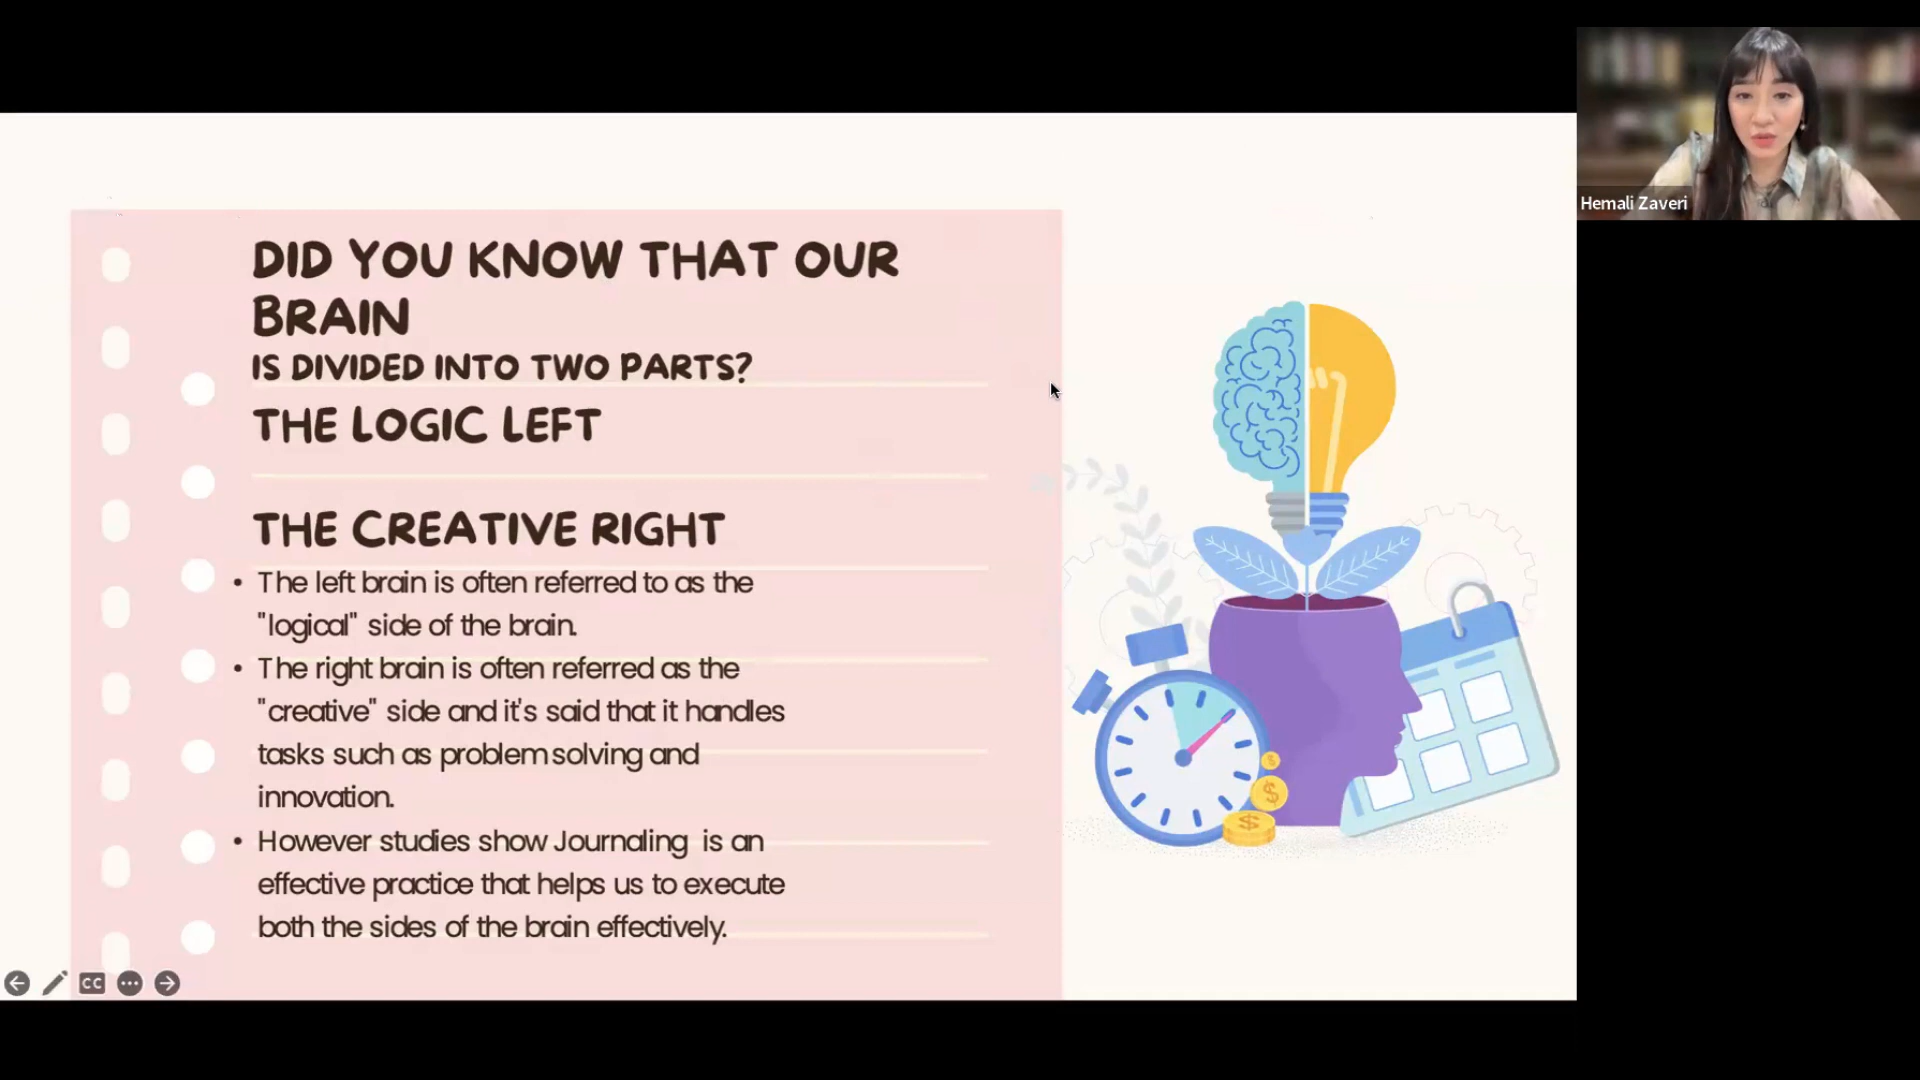 Hemali Zaveri
DID YOU KNOW THAT OUR
BRAIN
IS DIVIDED INTO TWO PARTS?
THE LOGIC LEFT
THE CREATIVE RIGHT
• The left brain is often referred to as the
"logical" side of the brain.
• The right brain is often referred as the
"creative" side and it's said that it handles
tasks such as problem solving and
innovation.
• However studies show Journaling is an
effective practice that helps us to execute
both the sides of the brain effectively.
$
$
$
CC